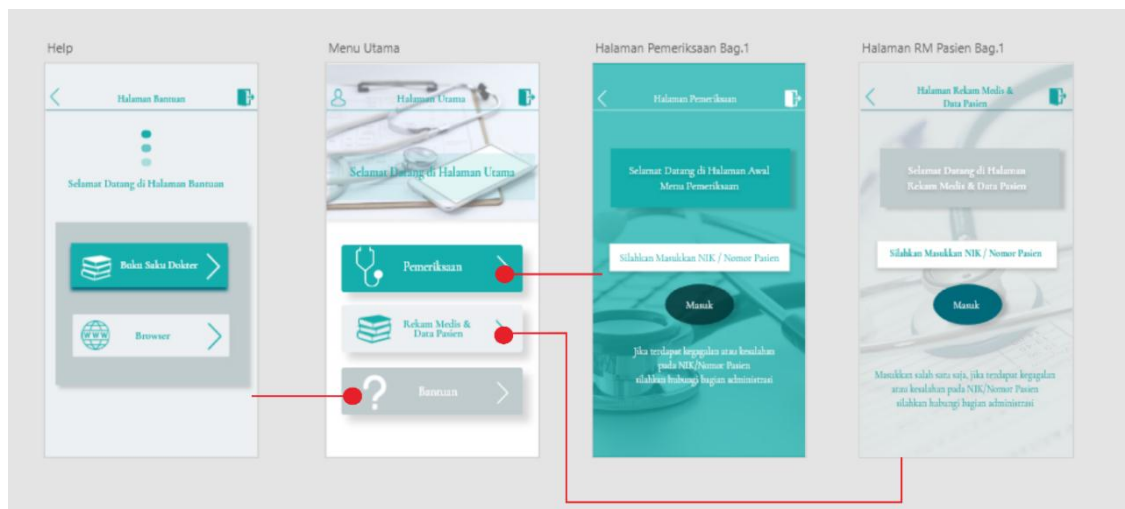 Help
Halaman Bantuan
Selamat Datang di Halaman Bantuan
Buku Saku Dokter
WWW
Browser
Menu Utama
Halaman Utama
Selamat Datang di Halaman Utama
Pemeriksaan
Rekam Medis &
Data Pasien
?
Bantuan
Halaman Pemeriksaan Bag.1
Halaman Pemeriksaan
Selamat Datang di Halaman Awal
Menu Pemeriksaan
Silahkan Masukkan NIK / Nomor Pasien
Masuk
Jika terdapat kegagalan atau kesalahan
pada NIK/Nomor Pasien
silahkan hubungi bagian administrasi
Halaman RM Pasien Bag.1
Halaman Rekam Medis &
Data Pasien
Selamat Datang di Halaman
Rekam Medis & Data Pasien
Silahkan Masukkan NIK / Nomor Pasien
Masuk
Masukkan salah satu saja, jika terdapat kegagalan
atau kesalahan pada NIK/Nomor Pasien
silahkan hubungi bagian administrasi